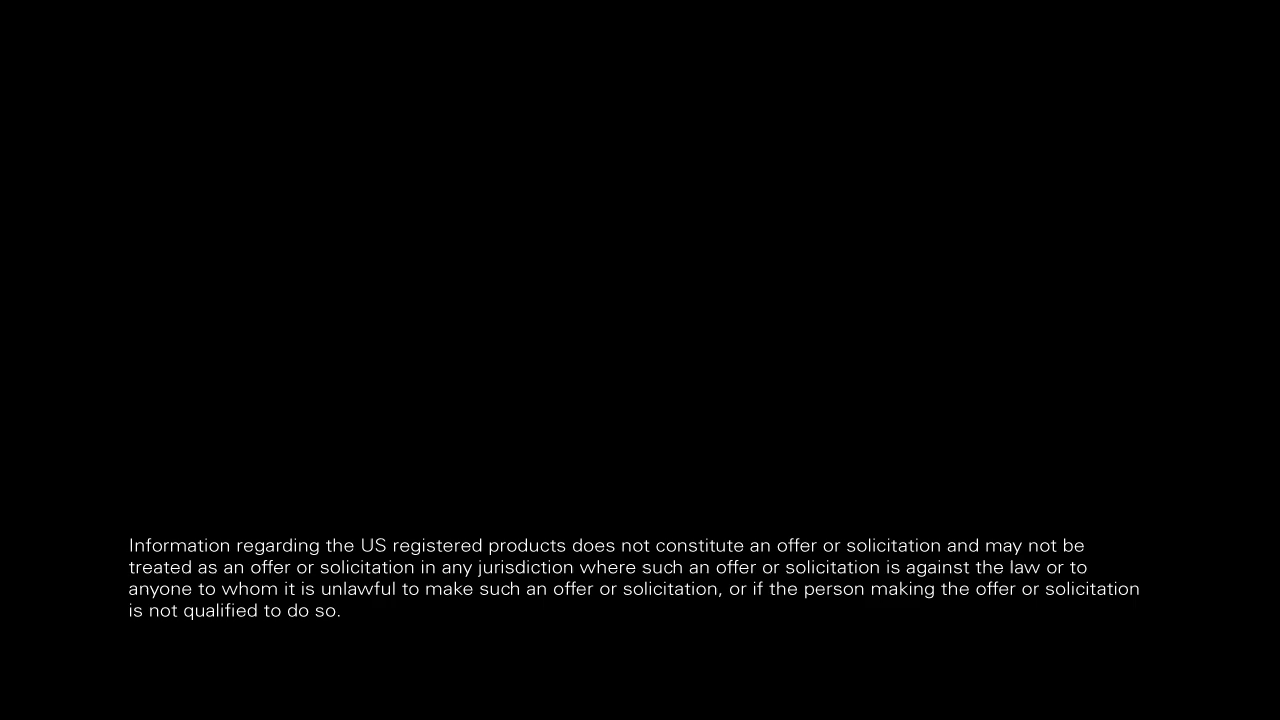 Information regarding the US registered products does not constitute an offer or solicitation and may not be
treated as an offer or solicitation in any jurisdiction where such an offer or solicitation is against the law or to
anyone to whom it is unlawful to make such an offer or solicitation, or if the person making the offer or solicitation
is not qualified to do so.